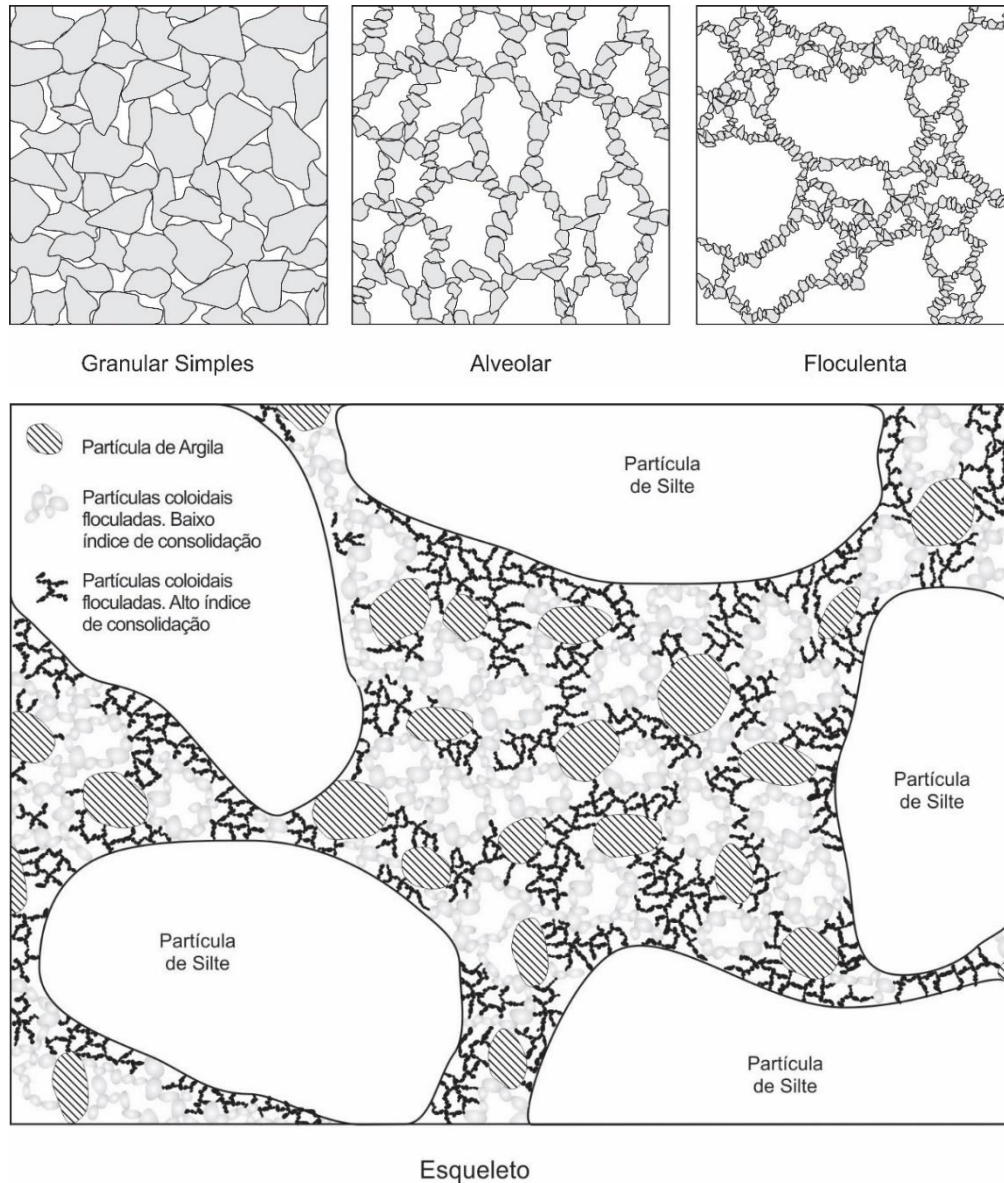 Granular Simples
Alveolar
Floculenta
Partícula de Argila
Partículas coloidais
floculadas. Baixo
índice de consolidação
Partículas coloidais
floculadas. Alto índice
de consolidação
Partícula
de Silte
Partícula
de Silte
Partícula
de Silte
Partícula
de Silte
Esqueleto